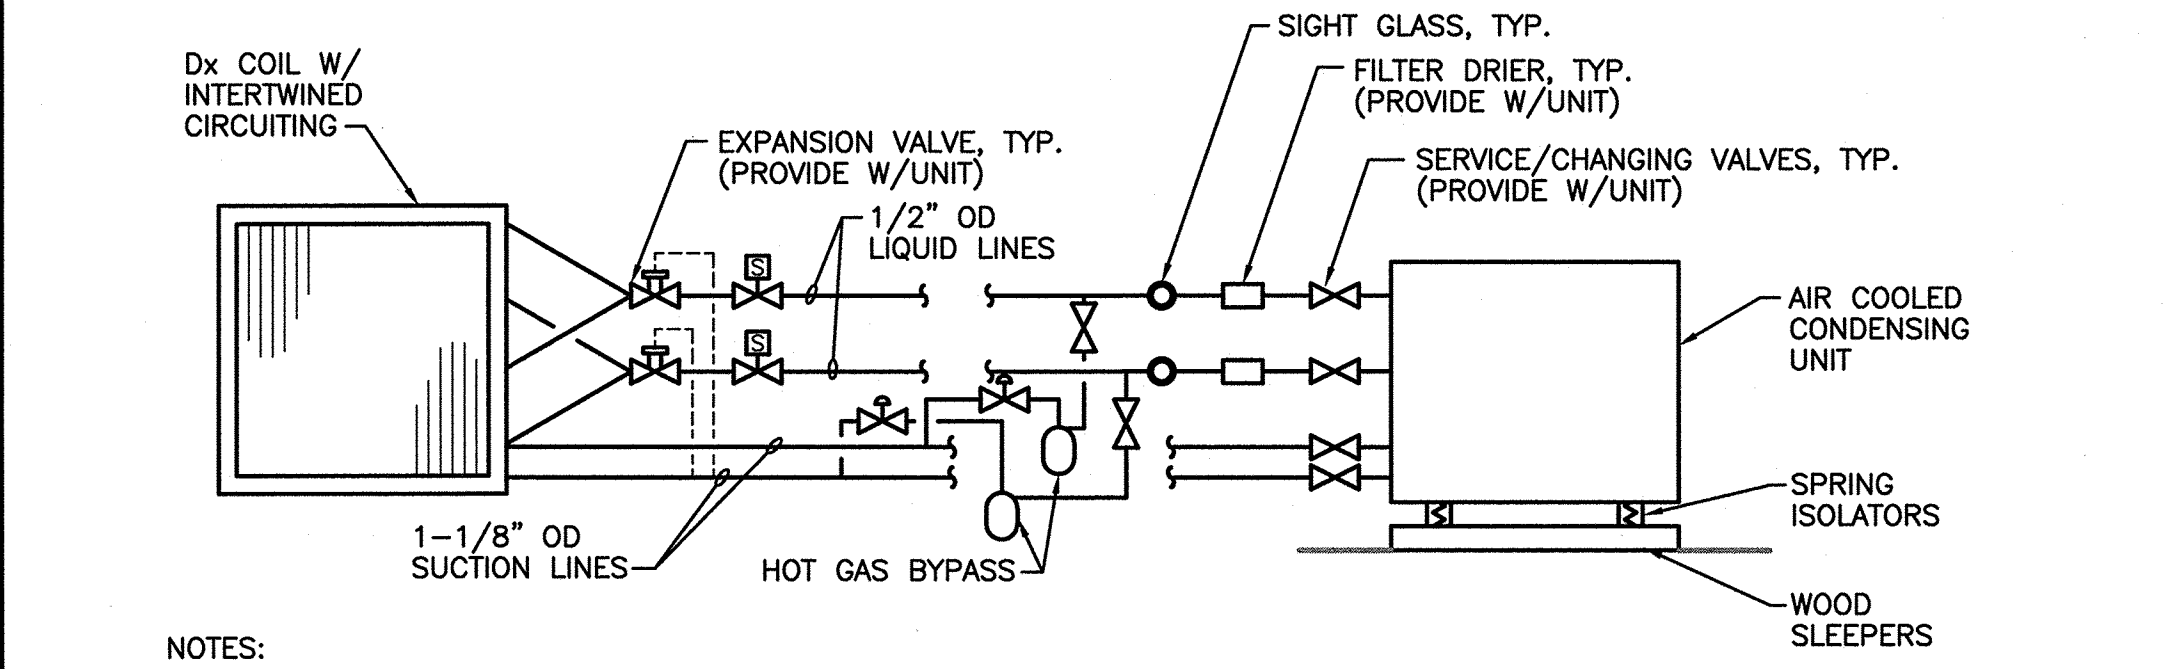 SIGHT GLASS, TYP.
FILTER DRIER, TYP.
(PROVIDE W/UNIT)
Dx COIL W/
INTERTWINED
CIRCUITING
EXPANSION VALVE, TYP.
(PROVIDE W/UNIT)
SERVICE/CHANGING VALVES, TYP.
(PROVIDE W/UNIT)
1/2" OD
LIQUID LINES
S
S
AIR COOLED
CONDENSING
UNIT
SPRING
ISOLATORS
1-1/8" OD
SUCTION LINES
HOT GAS BYPASS
WOOD
SLEEPERS
NOTES: